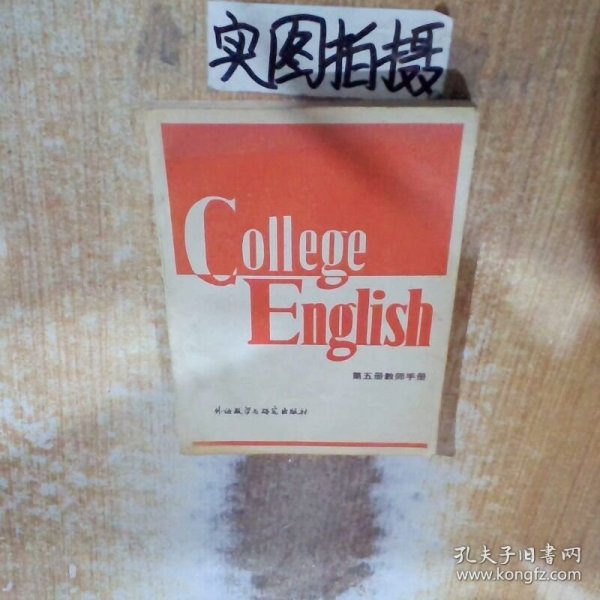 实图拍摄
College
English
第五册教师手册
外语教学与研究出版社
孔夫子旧书网
www.kongfz.com